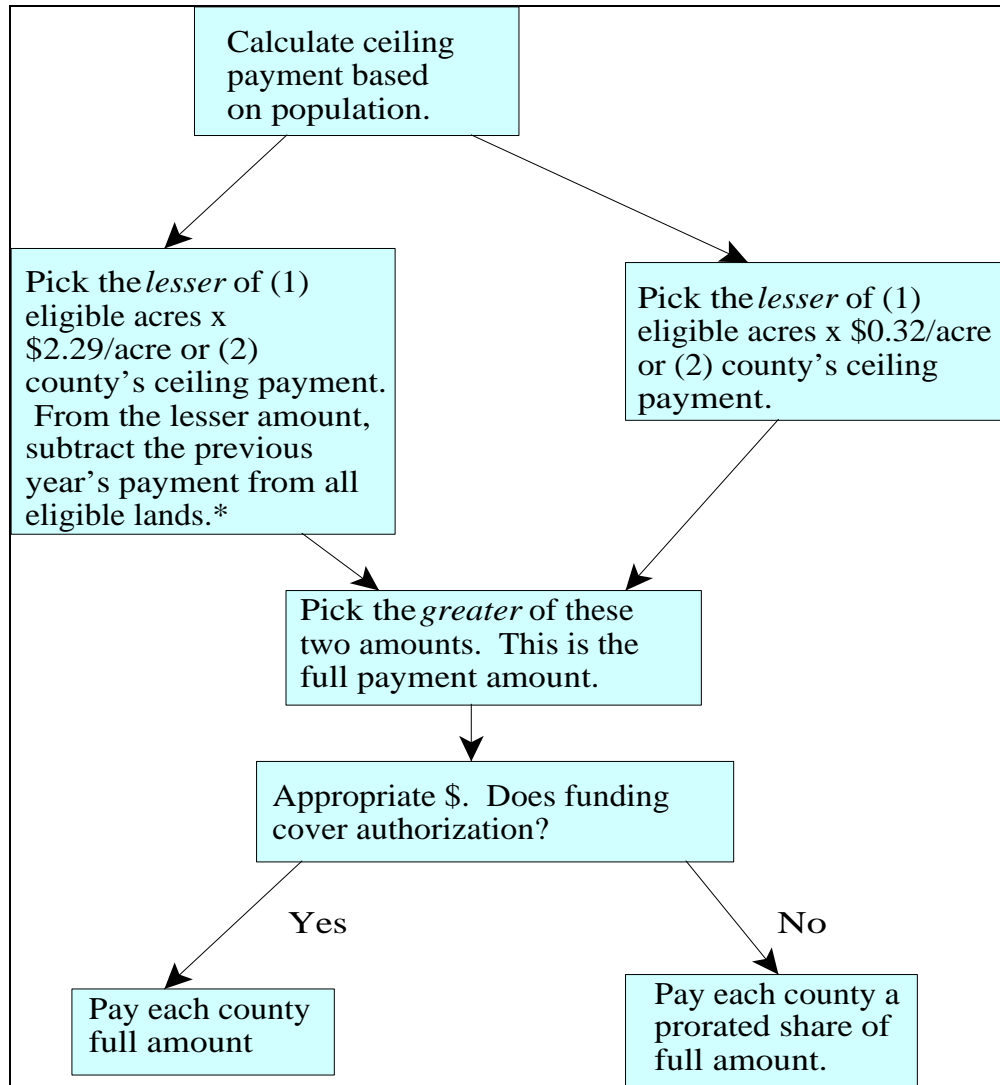 Calculate ceiling
payment based
on population.
Pick the lesser of (1)
eligible acres x
$2.29/acre or (2)
county’s ceiling payment.
From the lesser amount,
subtract the previous
year’s payment from all
eligible lands.*
Pick the lesser of (1)
eligible acres x $0.32/acre
or (2) county’s ceiling
payment.
Pick the greater of these
two amounts. This is the
full payment amount.
Appropriate $. Does funding
cover authorization?
Yes
No
Pay each county
full amount
Pay each county a
prorated share of
full amount.